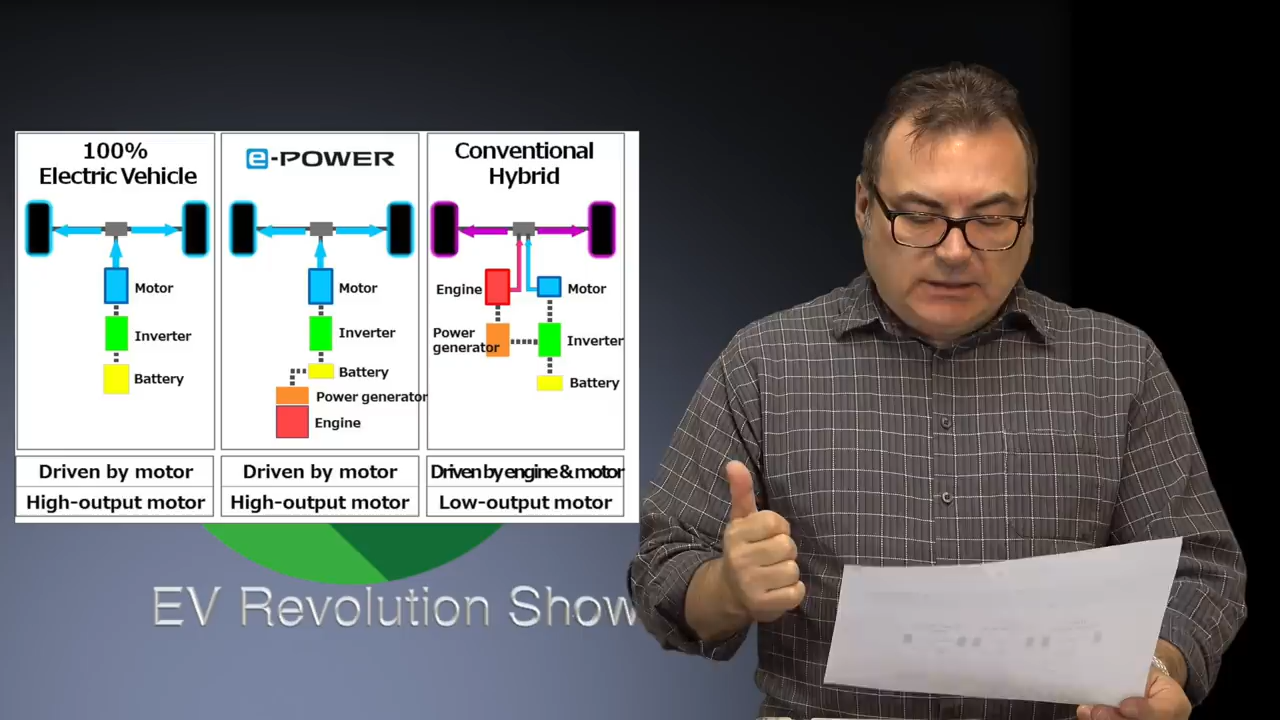 100%
Electric Vehicle
Motor
Inverter
Battery
Driven by motor
High-output motor
e-POWER
Motor
Inverter
Battery
Power generator
Engine
Driven by motor
High-output motor
Conventional
Hybrid
Engine
Motor
Power
generator
Inverter
Battery
Driven by engine & motor
Low-output motor
EV Revolution Show